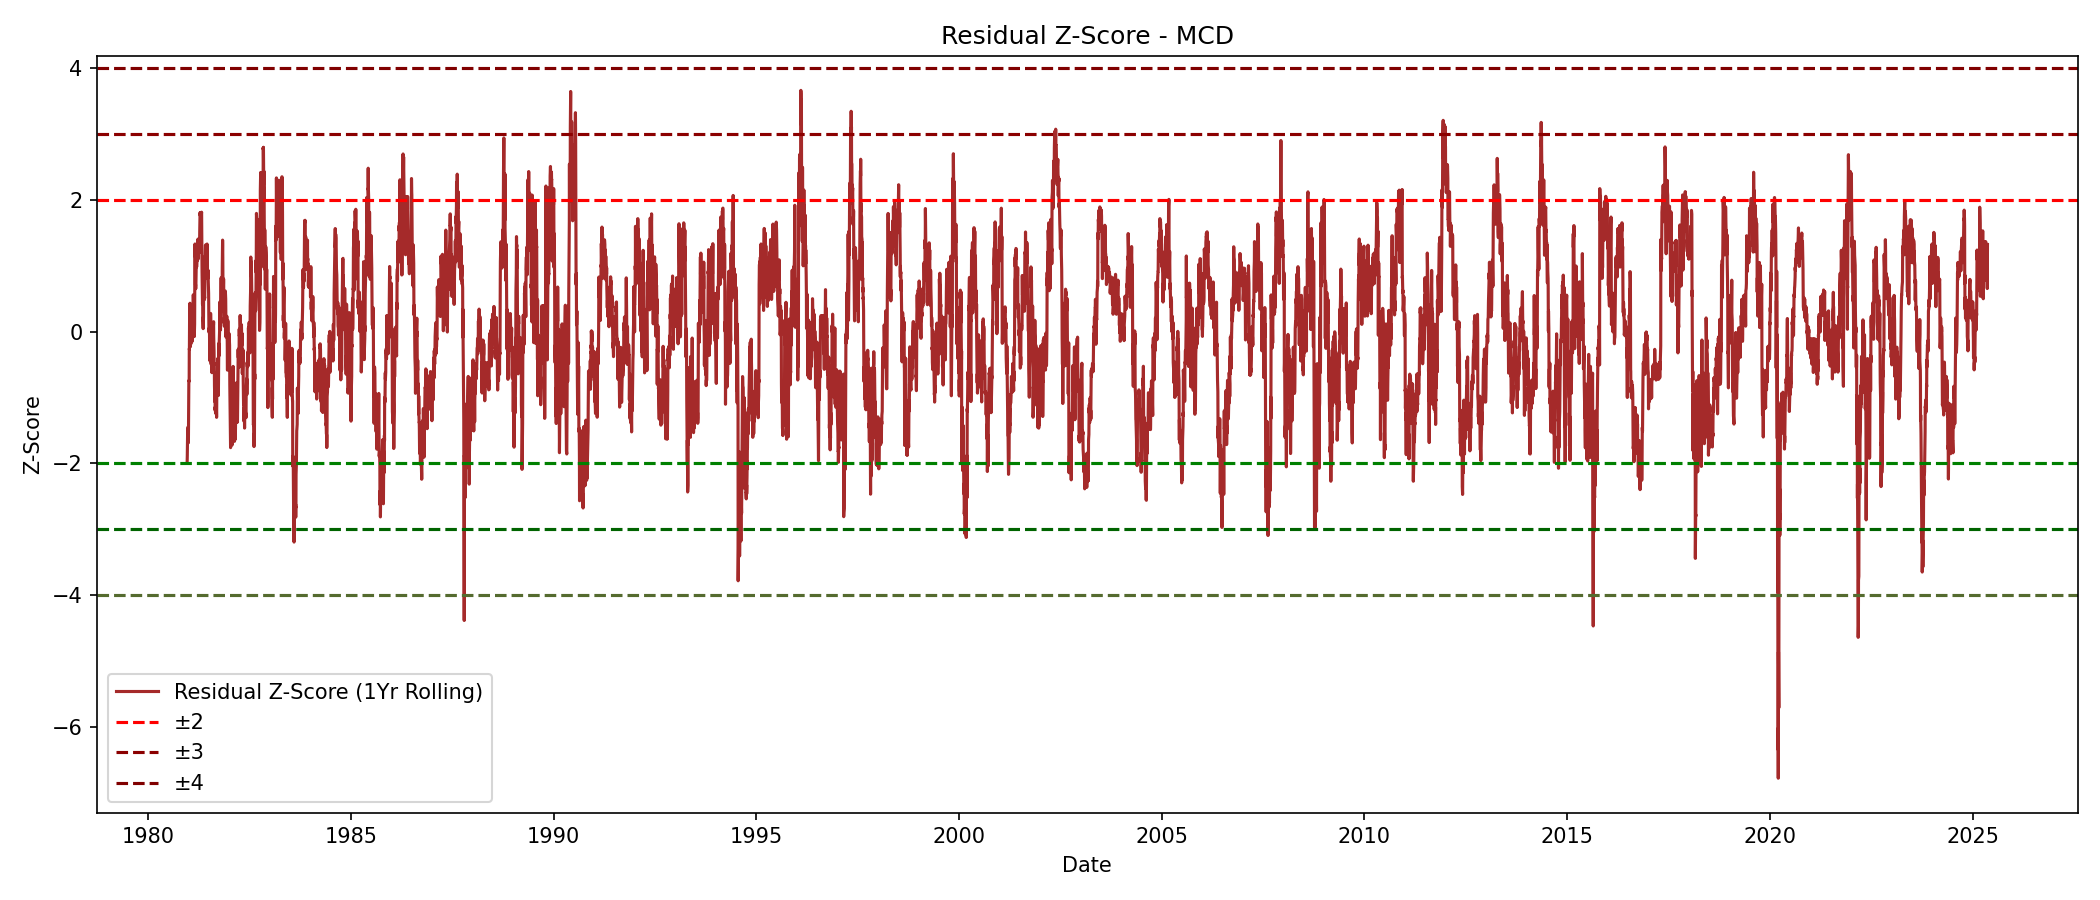 Residual Z-Score - MCD
4
3
2
0
−2
−4
−6
Z-Score
Residual Z-Score (1Yr Rolling)
±2
±3
±4
1980 1985 1990 1995 2000 2005 2010 2015 2020 2025
Date